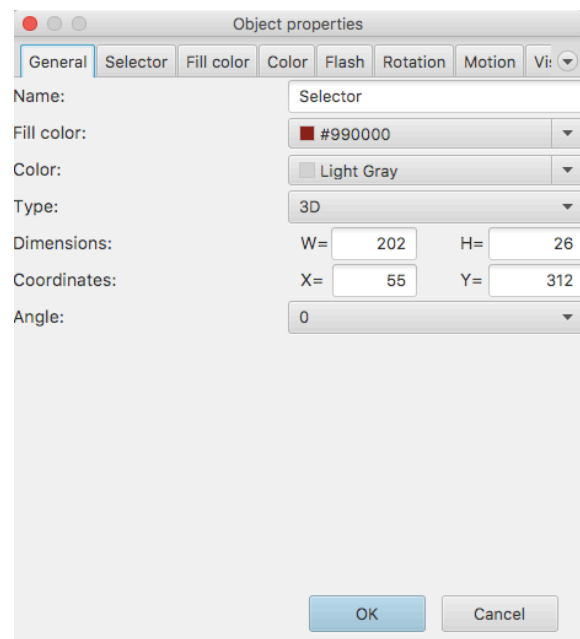 Object properties
General Selector Fill color Color Flash Rotation Motion
Name: Selector
Fill color: #990000
Color: Light Gray
Type: 3D
Dimensions: W= 202 H= 26
Coordinates: X= 55 Y= 312
Angle: 0
OK Cancel